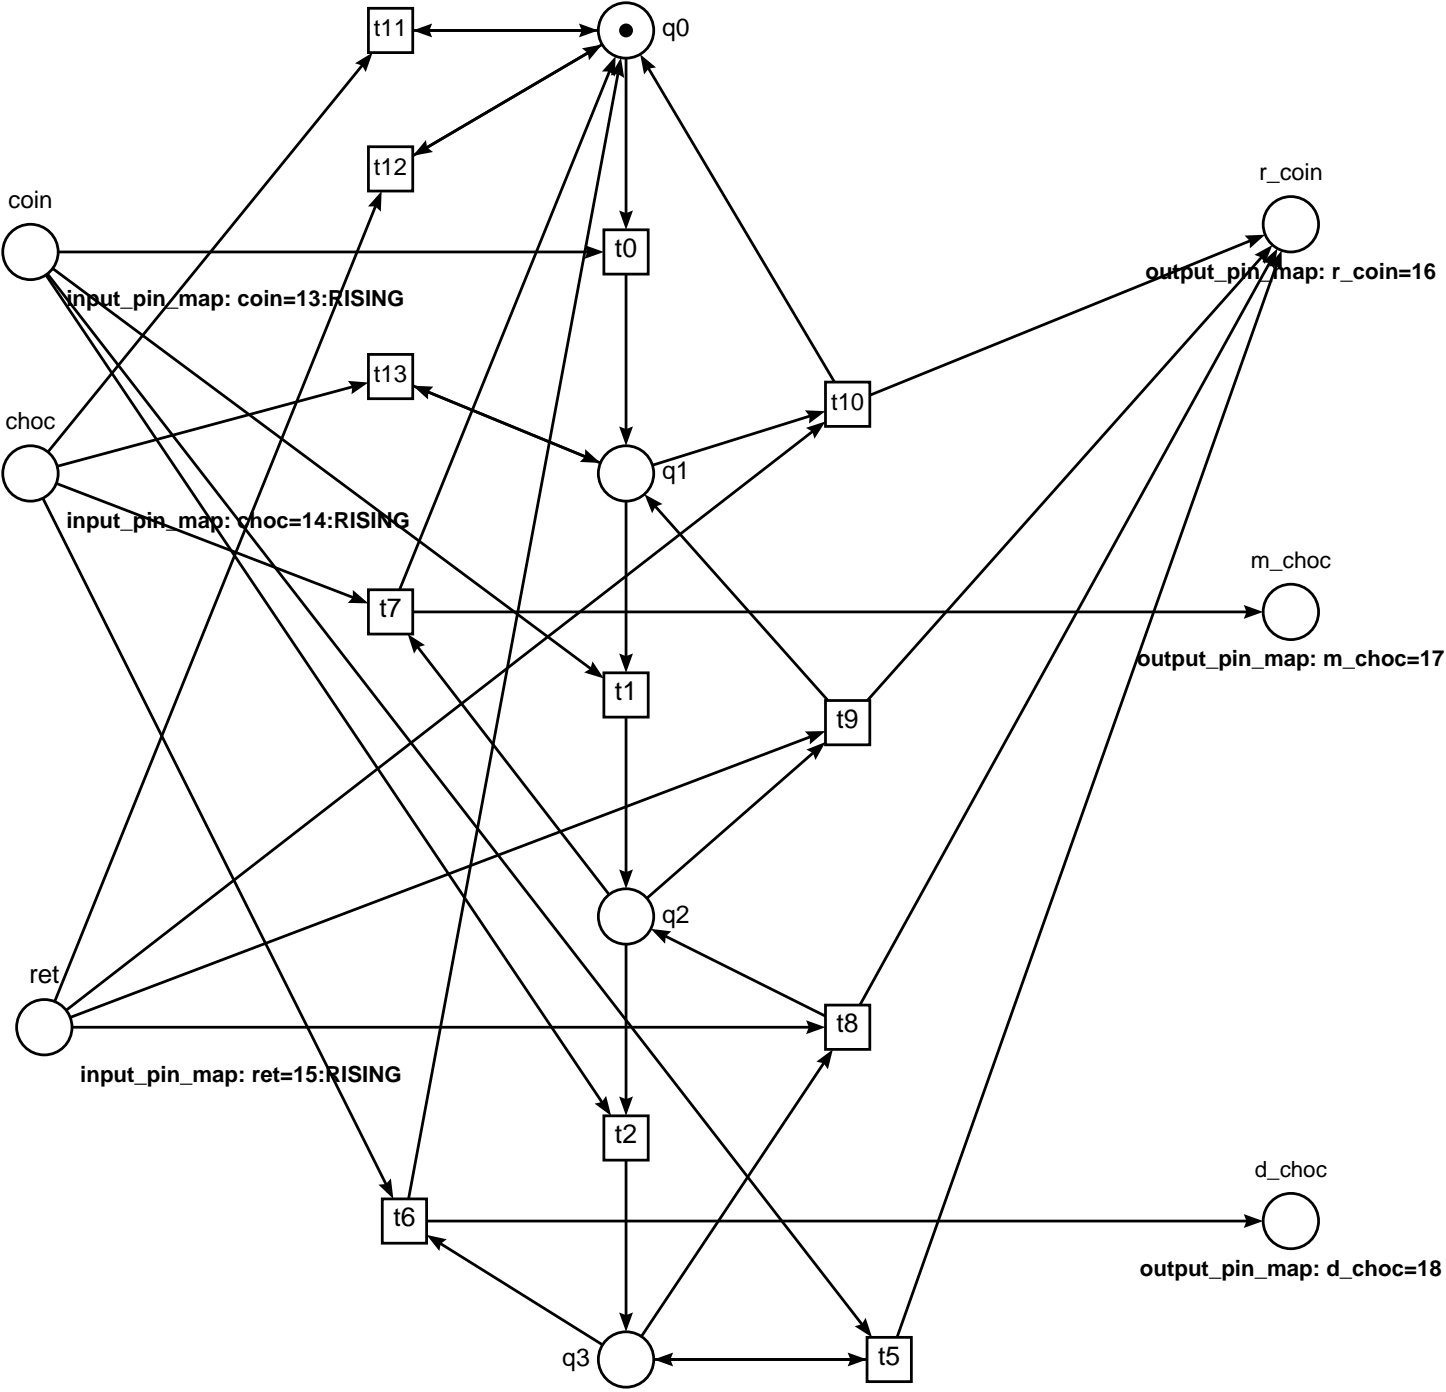 t11
q0
t12
r_coin
coin
t0
output_pin_map: r_coin=16
input_pin_map: coin=13:RISING
t13
t10
choc
q1
input_pin_map: choc=14:RISING
m_choc
t7
output_pin_map: m_choc=17
t1
t9
q2
ret
t8
input_pin_map: ret=15:RISING
t2
d_choc
t6
output_pin_map: d_choc=18
q3
t5